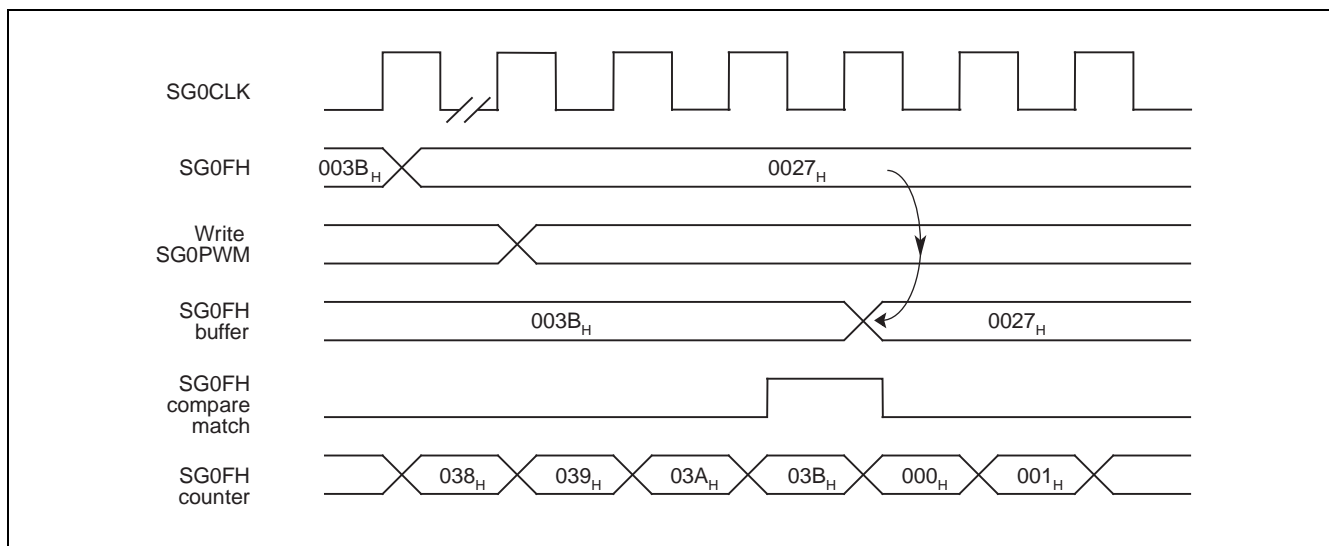 SG0CLK
SG0FH
003BH
0027H
Write
SG0PWM
SG0FH
buffer
003BH
0027H
SG0FH
compare
match
SG0FH
counter
038H
039H
03AH
03BH
000H
001H